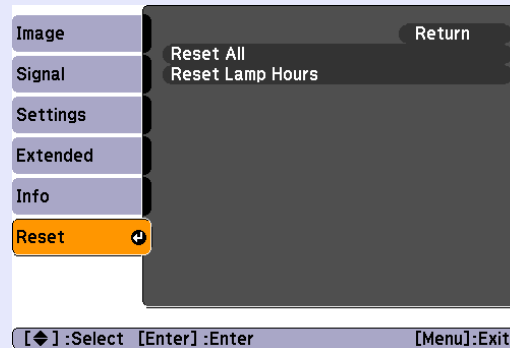 Image
Signal
Settings
Extended
Info
Reset
Return
Reset All
Reset Lamp Hours
[◆] :Select [Enter] :Enter [Menu]:Exit